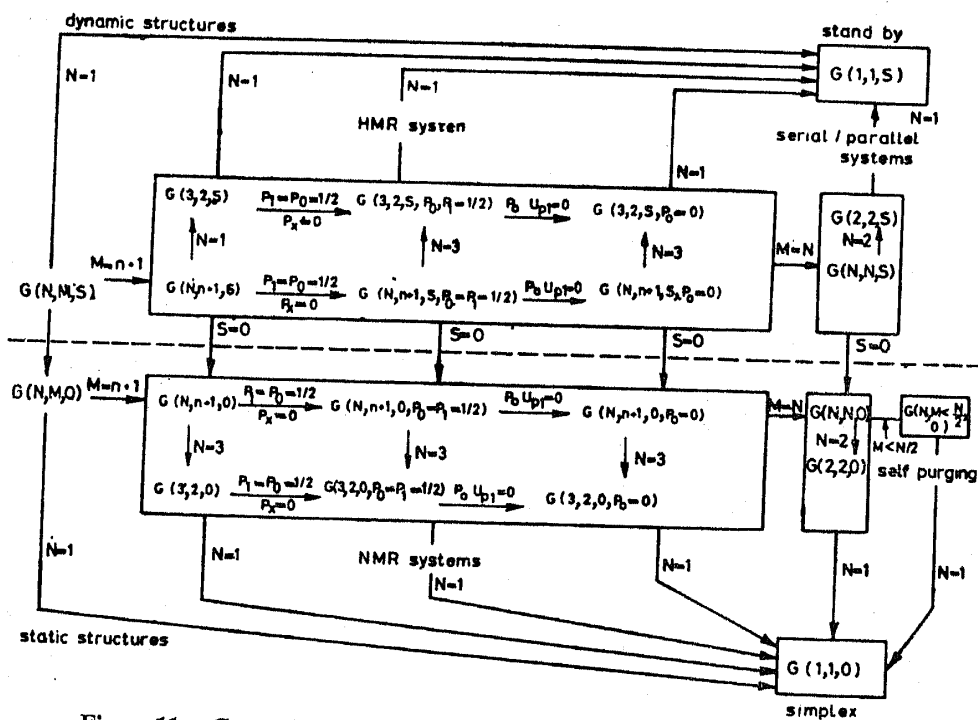 dynamic structures
stand by
G (1,1,S)
N=1
N=1
N=1
N=1
N=1
HMR system
serial / parallel
systems
G (3,2,S)
P1=P0=1/2
Px=0
G (3,2,S, P0,P1=1/2)
P0 Up1=0
G (3,2,S,P0=0)
N=1
N=3
N=3
M=n+1
G(N,M,S)
G (N,n+1,S)
P1=P0=1/2
Px=0
G (N,n+1,S,P0=P1=1/2)
P0 Up1=0
G (N,n+1,S,P0=0)
M=N
G(2,2,S)
N=2
G(N,N,S)
S=0
S=0
S=0
S=0
G(N,M,0)
M=n+1
G (N,n+1,0)
P1=P0=1/2
Px=0
G (N,n+1,0,P0=P1=1/2)
P0 Up1=0
G (N,n+1,0,P0=0)
M=N
G(N,N,0)
N=2
G(2,2,0)
M<N/2
G(N,M<N/2,
0)
self purging
N=3
N=3
N=3
G (3,2,0)
P1=P0=1/2
Px=0
G(3,2,0,P0=P1=1/2)
P0 Up1=0
G (3,2,0,P0=0)
N=1
N=1
NMR systems
N=1
N=1
N=1
N=1
static structures
G (1,1,0)
simplex